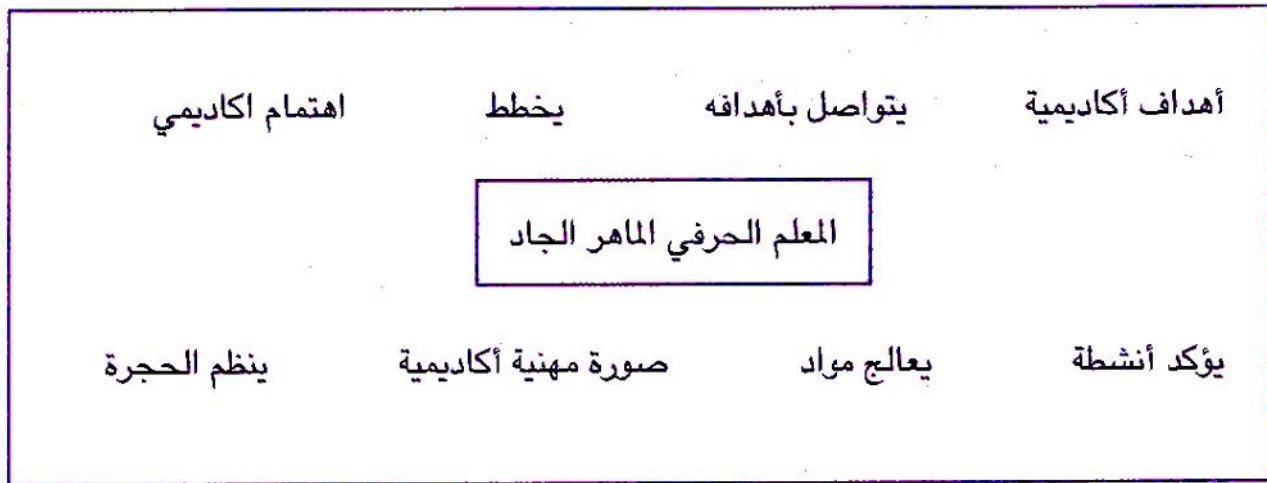 أهداف أكاديمية يتواصل بأهدافه يخطط اهتمام اكاديمي
المعلم الحرفي الماهر الجاد
يؤكد أنشطة يعالج مواد صورة مهنية أكاديمية ينظم الحجرة